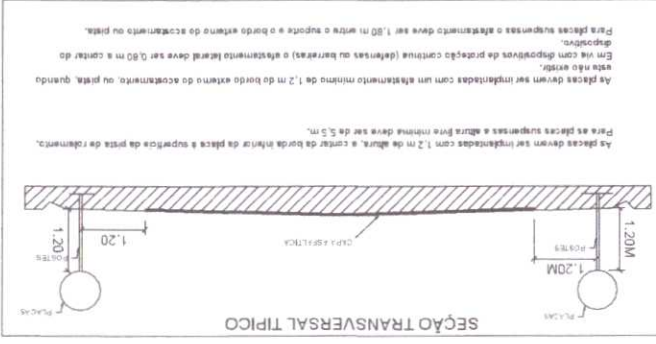 SEÇÃO TRANSVERSAL TIPICO
PLACAS
PLACAS
POSTES
POSTES
1.20M
1.20M
1.20
1.20
CAPA ASFALTICA
As placas devem ser implantadas com 1,2 m de altura, a contar da borda inferior da placa à superfície da pista de rolamento.
Para as placas suspensas a altura livre mínima deve ser de 5,5 m.
As placas devem ser implantadas com um afastamento mínimo de 1,2 m do bordo externo do acostamento, ou pista, quando
este não existir.
Em via com dispositivos de proteção contínua (defensas ou barreiras) o afastamento lateral deve ser 0,80 m a contar do
dispositivo.
Para placas suspensas o afastamento deve ser 1,80 m entre o suporte e o bordo externo do acostamento ou pista.